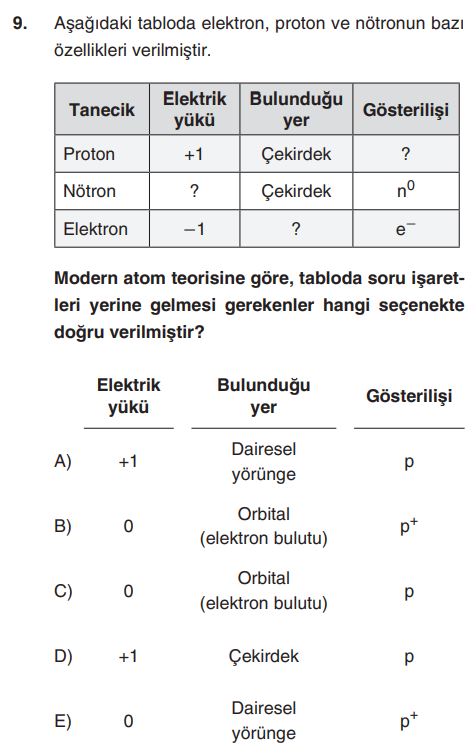 9. Aşağıdaki tabloda elektron, proton ve nötronun bazı
özellikleri verilmiştir.
Tanecik Elektrik yükü Bulunduğu yer Gösterilişi
Proton +1 Çekirdek ?
Nötron ? Çekirdek n⁰
Elektron −1 ? e⁻
Modern atom teorisine göre, tabloda soru işaret-
leri yerine gelmesi gerekenler hangi seçenekte
doğru verilmiştir?
Elektrik yükü Bulunduğu yer Gösterilişi
A) +1 Dairesel yörünge p
B) 0 Orbital (elektron bulutu) p⁺
C) 0 Orbital (elektron bulutu) p
D) +1 Çekirdek p
E) 0 Dairesel yörünge p⁺